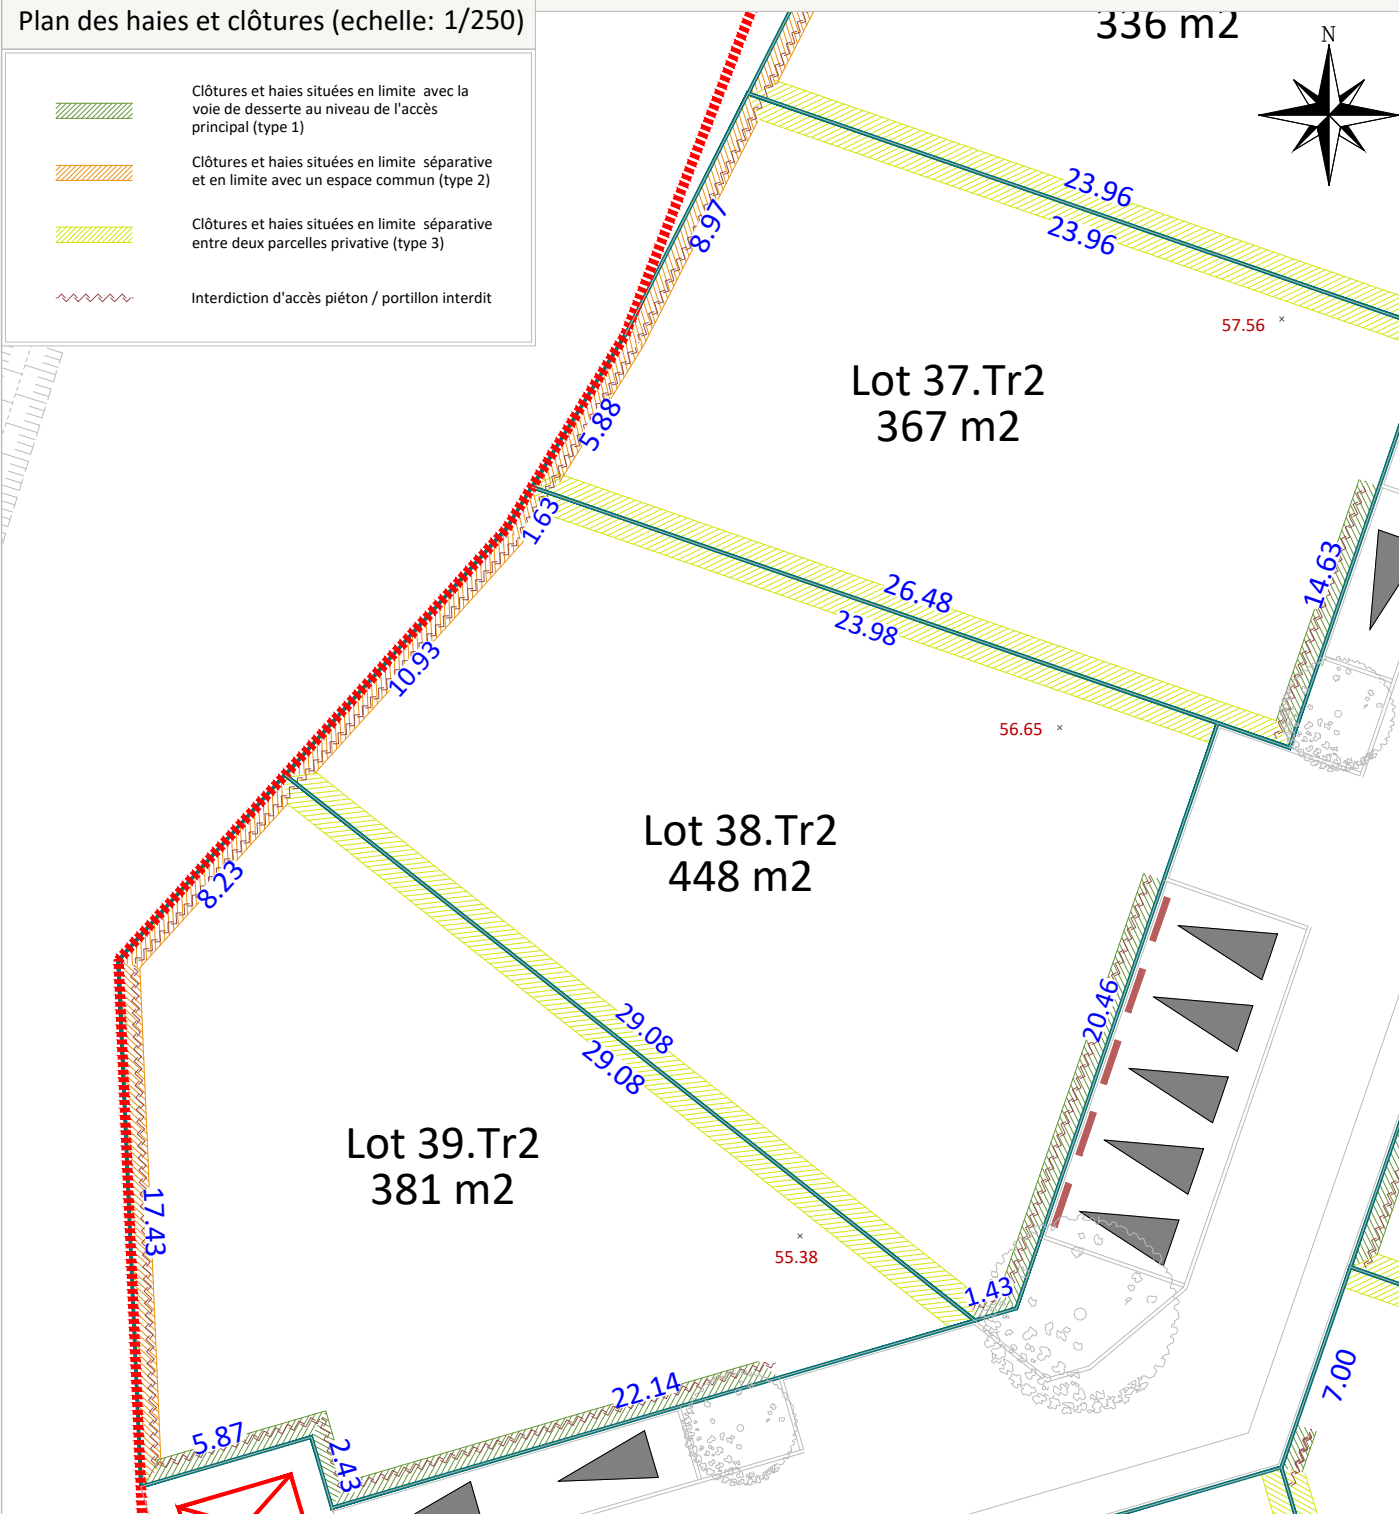 Plan des haies et clôtures (echelle: 1/250)
Clôtures et haies situées en limite avec la
voie de desserte au niveau de l'accès
principal (type 1)
Clôtures et haies situées en limite séparative
et en limite avec un espace commun (type 2)
Clôtures et haies situées en limite séparative
entre deux parcelles privative (type 3)
Interdiction d'accès piéton / portillon interdit
336 m2
N
23.96
23.96
8.97
57.56
Lot 37.Tr2
367 m2
5.88
1.63
14.63
26.48
23.98
10.93
56.65
Lot 38.Tr2
448 m2
8.23
20.46
29.08
29.08
Lot 39.Tr2
381 m2
17.43
55.38
1.43
22.14
7.00
5.87
2.43